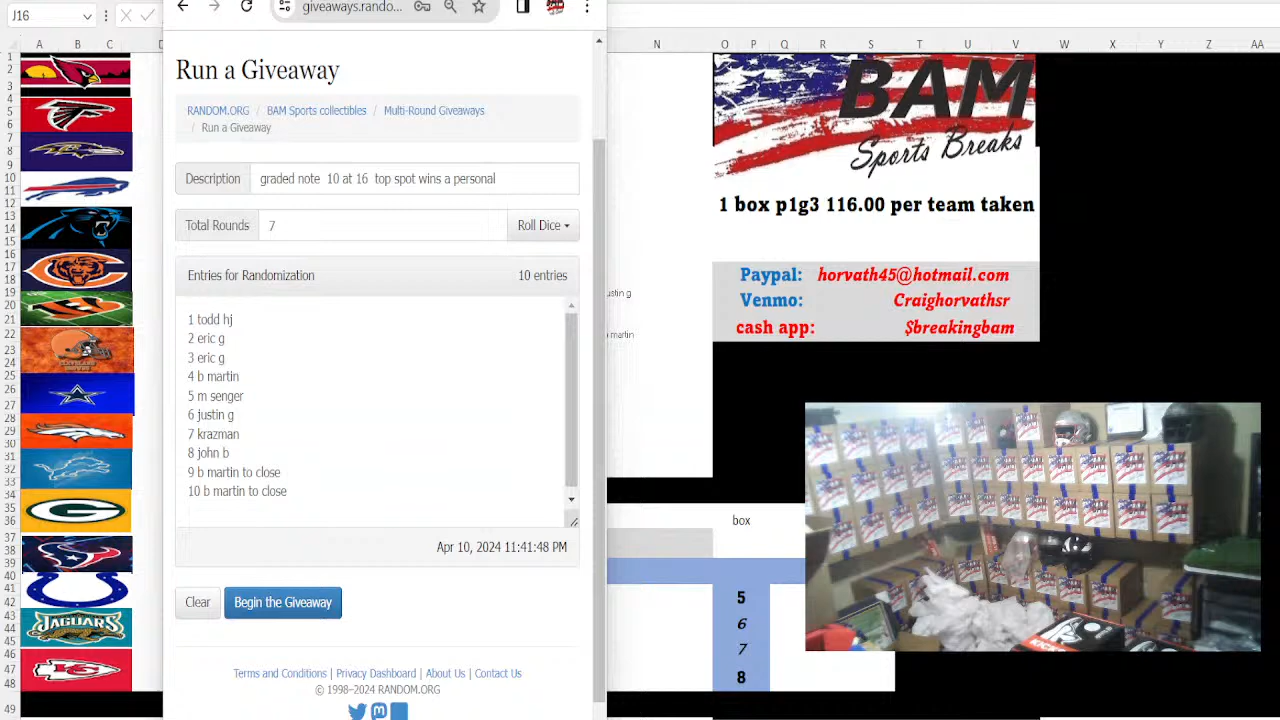 J16
giveaways.rando...
A B C N O P Q R S T U V W X Y Z AA
Run a Giveaway
RANDOM.ORG / BAM Sports collectibles / Multi-Round Giveaways
/ Run a Giveaway
Description graded note 10 at 16 top spot wins a personal
Total Rounds 7 Roll Dice
Entries for Randomization 10 entries
1 todd hj
2 eric g
3 eric g
4 b martin
5 m senger
6 justin g
7 krazman
8 john b
9 b martin to close
10 b martin to close
Apr 10, 2024 11:41:48 PM
Clear Begin the Giveaway
Terms and Conditions | Privacy Dashboard | About Us | Contact Us
© 1998–2024 RANDOM.ORG
BAM
Sports Breaks
1 box p1g3 116.00 per team taken
Paypal: horvath45@hotmail.com
Venmo: Craighorvathsr
cash app: $breakingbam
martin
box
5
6
7
8
JAGUARS